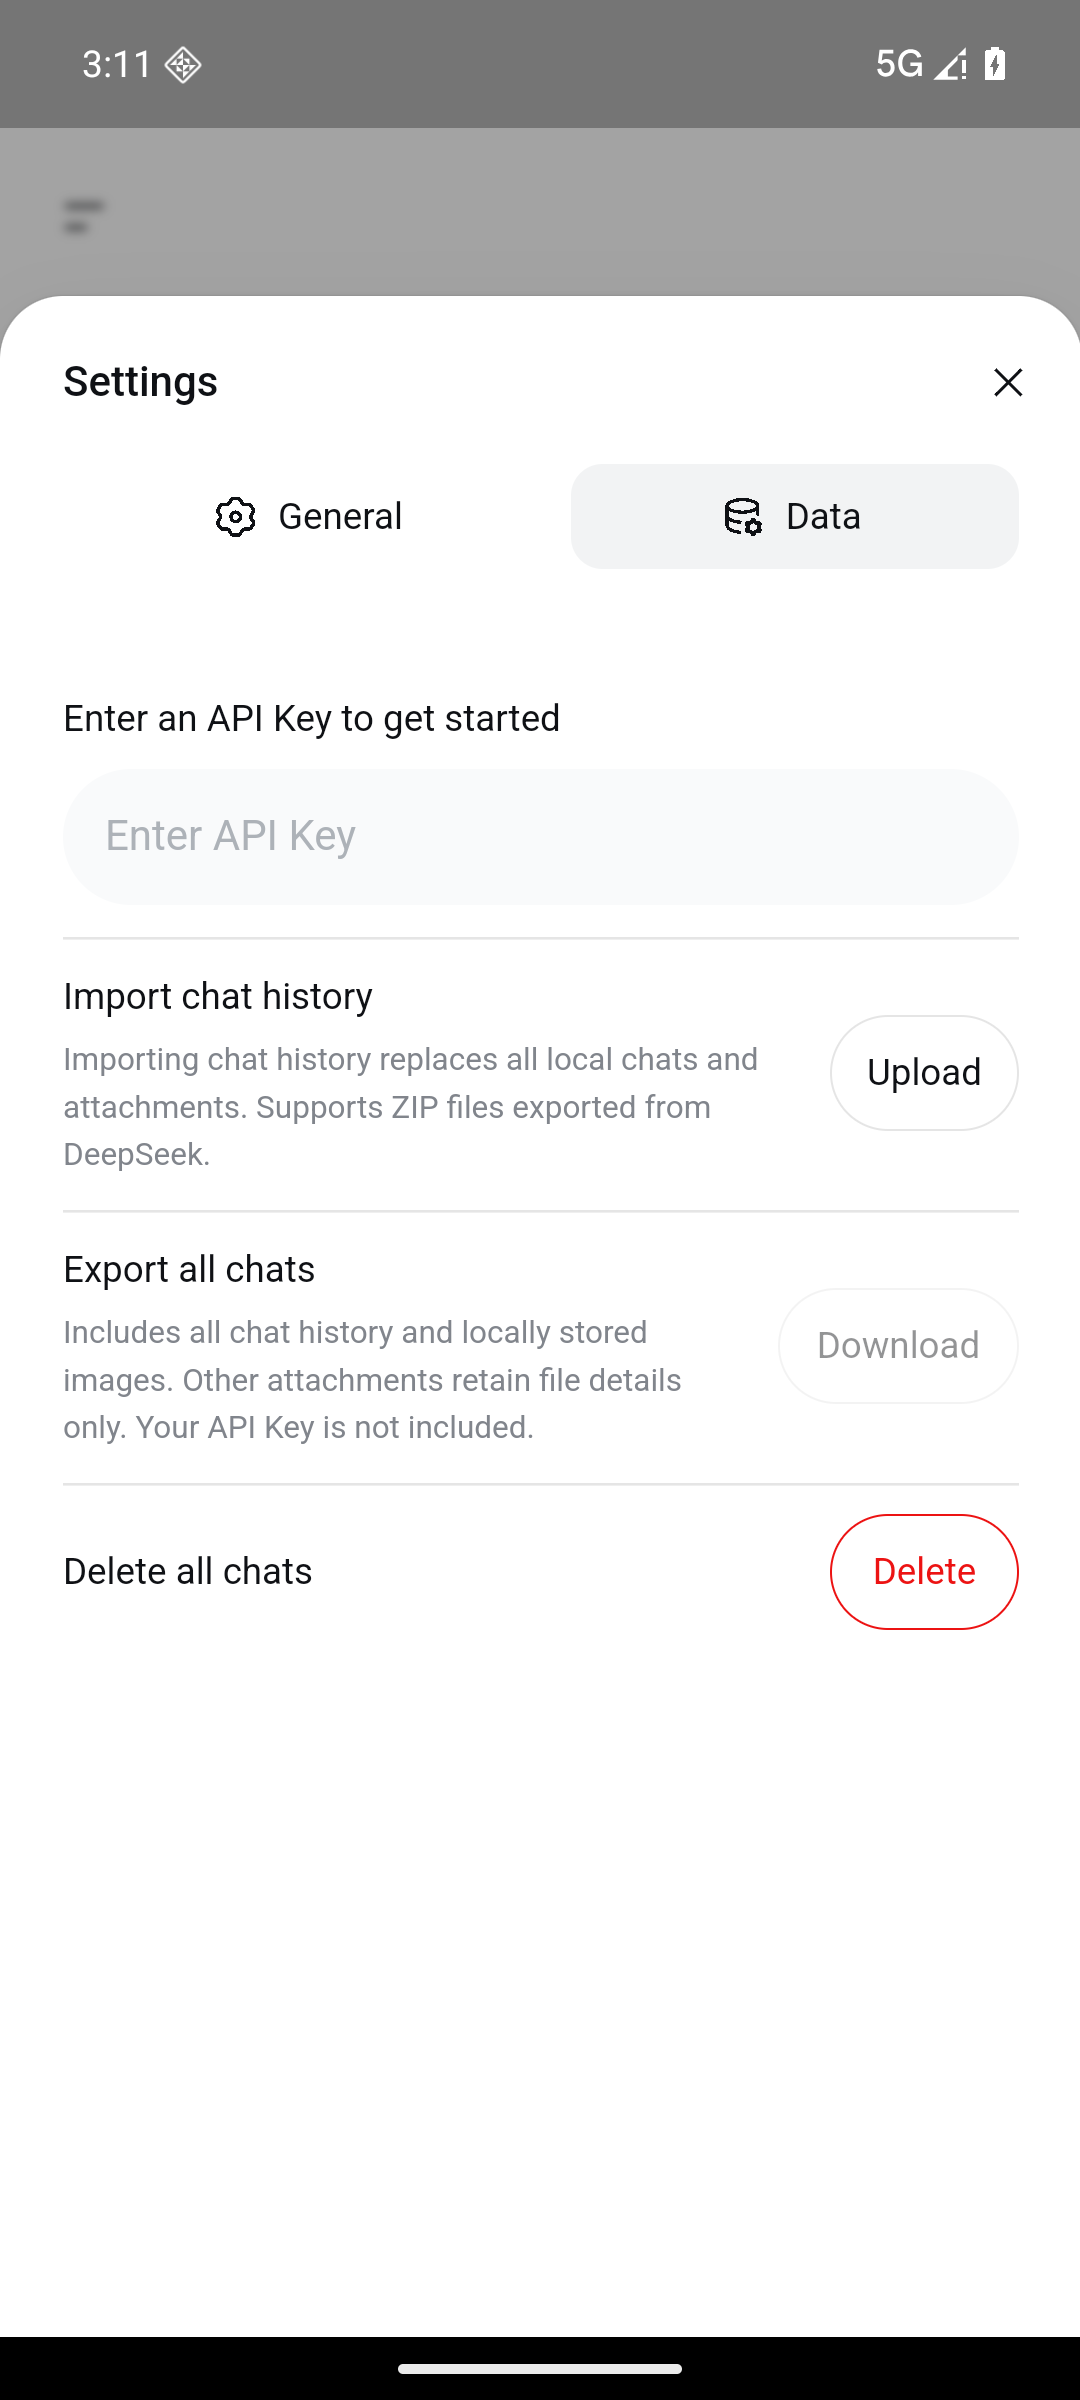 3:11
5G
Settings
General
Data
Enter an API Key to get started
Enter API Key
Import chat history
Importing chat history replaces all local chats and
attachments. Supports ZIP files exported from
DeepSeek.
Upload
Export all chats
Includes all chat history and locally stored
images. Other attachments retain file details
only. Your API Key is not included.
Download
Delete all chats
Delete